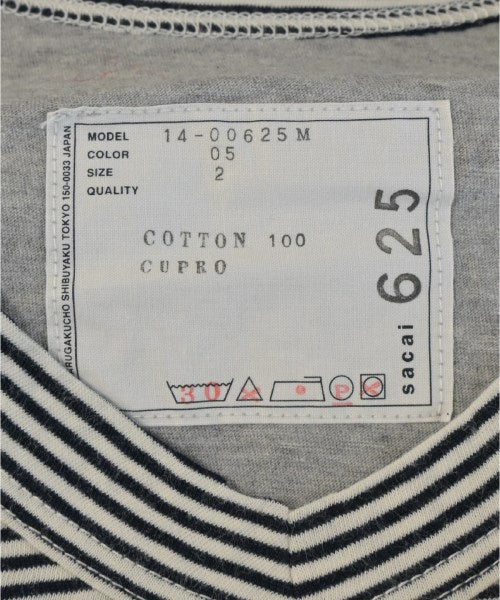 MODEL 14-00625M
COLOR 05
SIZE 2
QUALITY
COTTON 100
CUPRO
30
P
sacai 625
RUGAKUCHO SHIBUYAKU TOKYO 150-0033 JAPAN